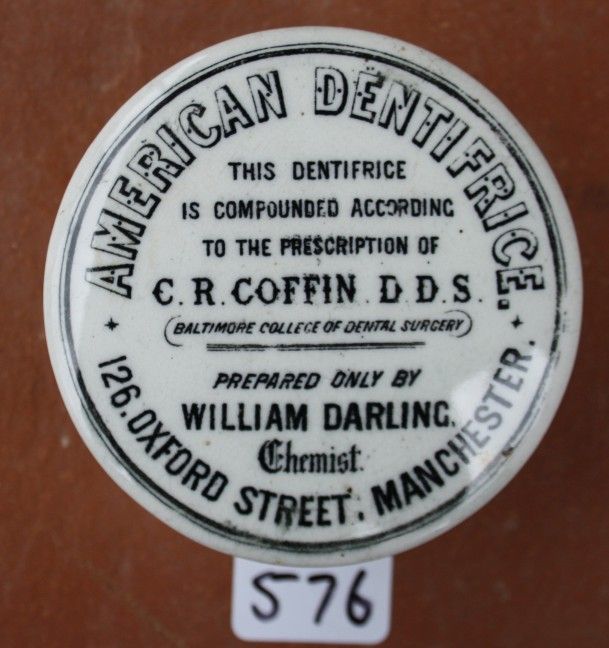 AMERICAN DENTIFRICE.
THIS DENTIFRICE
IS COMPOUNDED ACCORDING
TO THE PRESCRIPTION OF
C. R. COFFIN D.D.S.
(BALTIMORE COLLEGE OF DENTAL SURGERY)
PREPARED ONLY BY
WILLIAM DARLING.
Chemist.
126. OXFORD STREET. MANCHESTER.
576